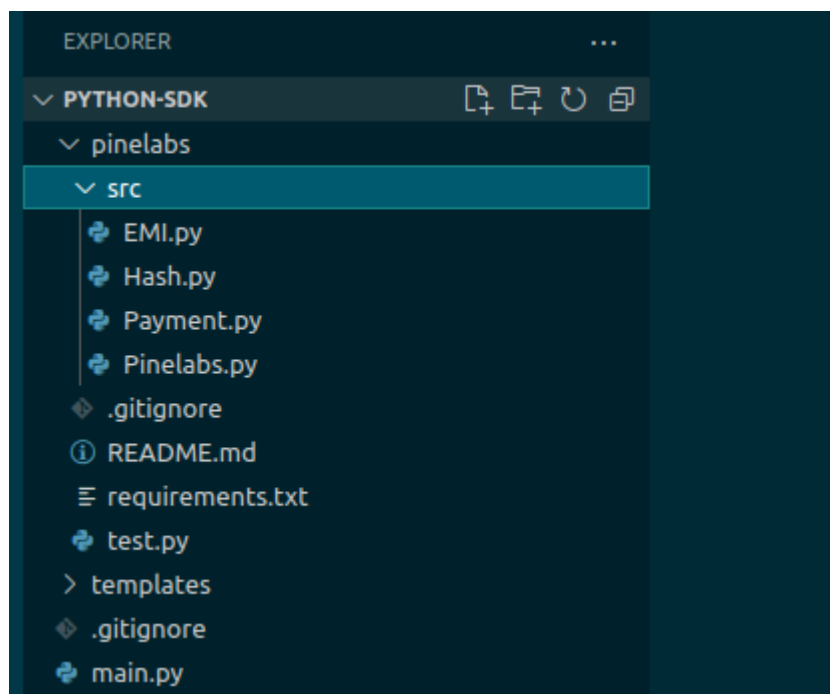 EXPLORER
PYTHON-SDK
pinelabs
src
EMI.py
Hash.py
Payment.py
Pinelabs.py
.gitignore
README.md
requirements.txt
test.py
templates
.gitignore
main.py